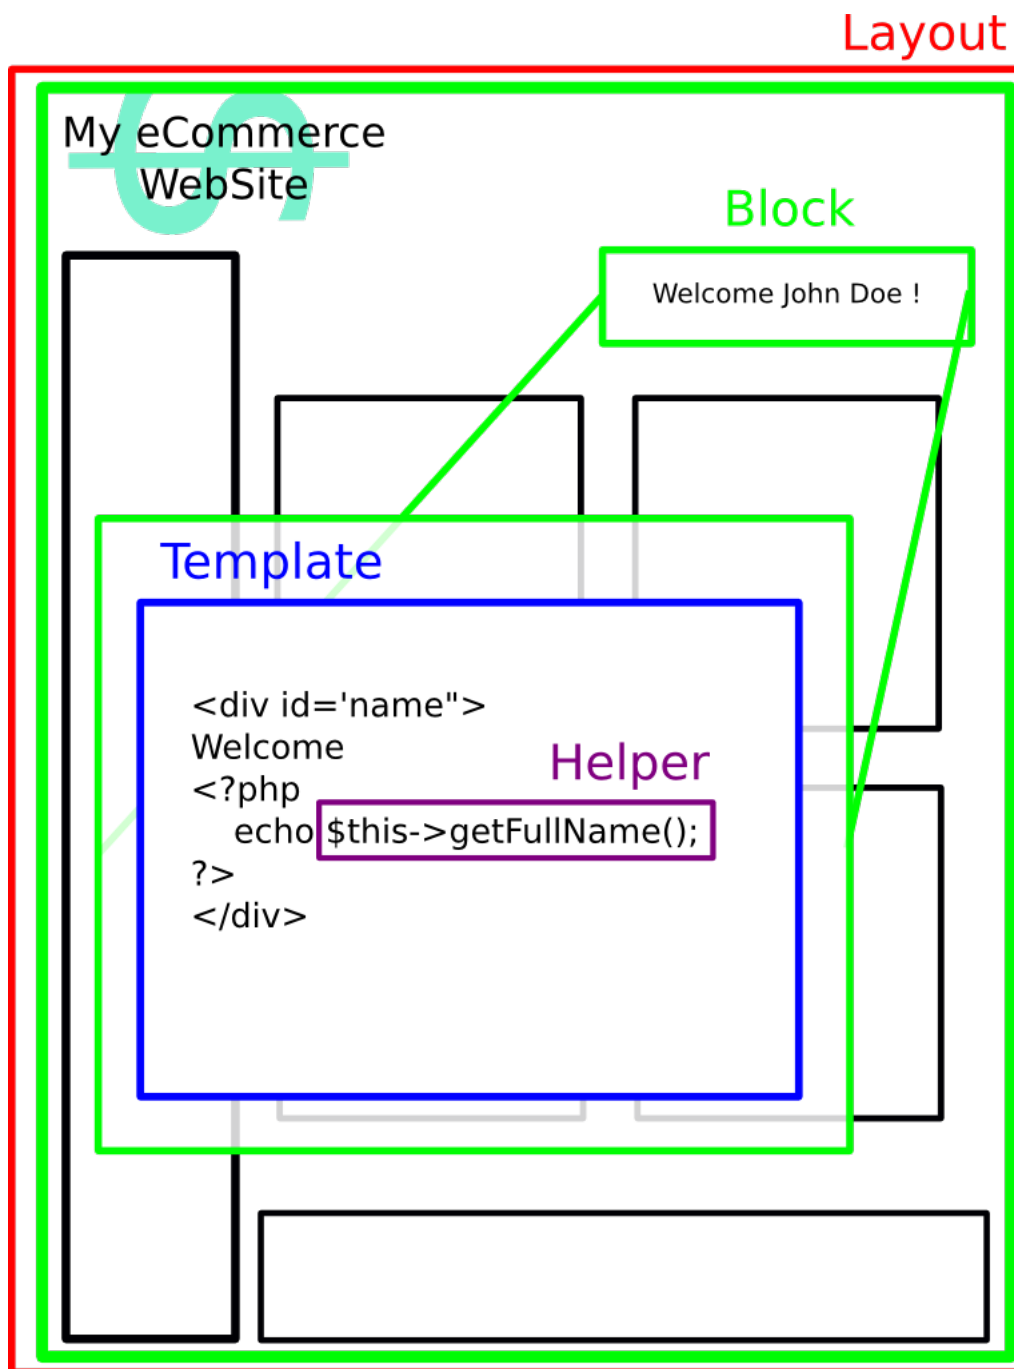 Layout
My eCommerce
WebSite
Block
Welcome John Doe !
Template
<div id='name">
Welcome
Helper
<?php
echo $this->getFullName();
?>
</div>